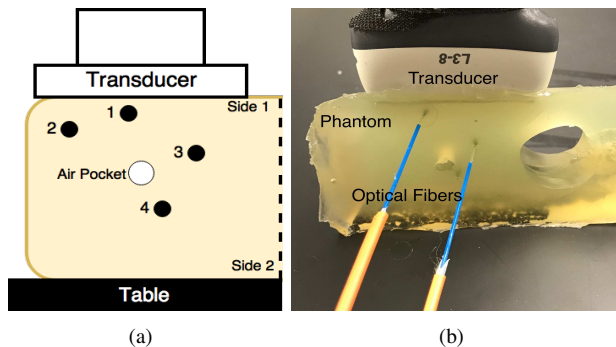 Transducer
Side 1
1
2
3
Air Pocket
4
Side 2
Table
(a)
L3-8
Transducer
Phantom
Optical Fibers
(b)